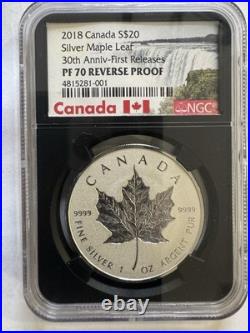 2018 Canada S$20
Silver Maple Leaf
30th Anniv-First Releases
PF 70 REVERSE PROOF
4815281-001
Canada
NGC
CANADA
9999 9999
FINE SILVER 1 OZ ARGENT PUR